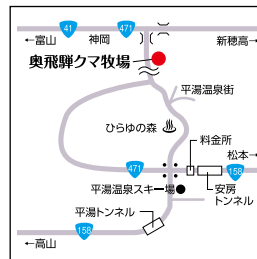 41
471
←富山
神岡
新穂高→
奥飛騨クマ牧場
平湯温泉街
ひらゆの森
料金所
松本→
471
158
平湯温泉スキー場
安房
トンネル
平湯トンネル
158
←高山